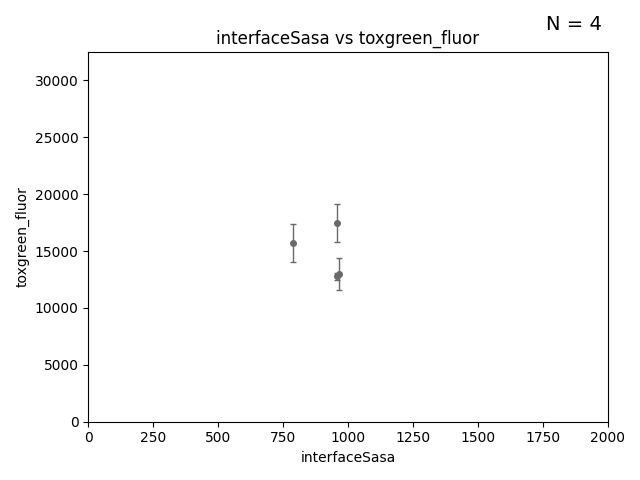 N = 4
interfaceSasa vs toxgreen_fluor
30000
25000
20000
15000
10000
5000
0
toxgreen_fluor
0 250 500 750 1000 1250 1500 1750 2000
interfaceSasa